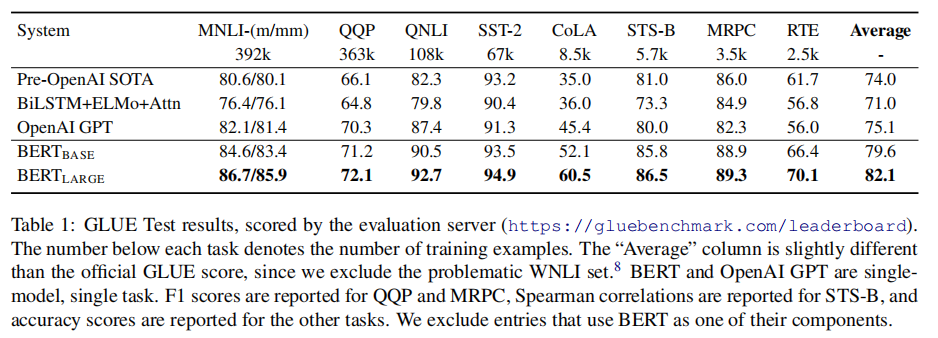 System MNLI-(m/mm) QQP QNLI SST-2 CoLA STS-B MRPC RTE Average
392k 363k 108k 67k 8.5k 5.7k 3.5k 2.5k -
Pre-OpenAI SOTA 80.6/80.1 66.1 82.3 93.2 35.0 81.0 86.0 61.7 74.0
BiLSTM+ELMo+Attn 76.4/76.1 64.8 79.8 90.4 36.0 73.3 84.9 56.8 71.0
OpenAI GPT 82.1/81.4 70.3 87.4 91.3 45.4 80.0 82.3 56.0 75.1
BERTBASE 84.6/83.4 71.2 90.5 93.5 52.1 85.8 88.9 66.4 79.6
BERTLARGE 86.7/85.9 72.1 92.7 94.9 60.5 86.5 89.3 70.1 82.1
Table 1: GLUE Test results, scored by the evaluation server (https://gluebenchmark.com/leaderboard).
The number below each task denotes the number of training examples. The “Average” column is slightly different
than the official GLUE score, since we exclude the problematic WNLI set.8 BERT and OpenAI GPT are single-
model, single task. F1 scores are reported for QQP and MRPC, Spearman correlations are reported for STS-B, and
accuracy scores are reported for the other tasks. We exclude entries that use BERT as one of their components.